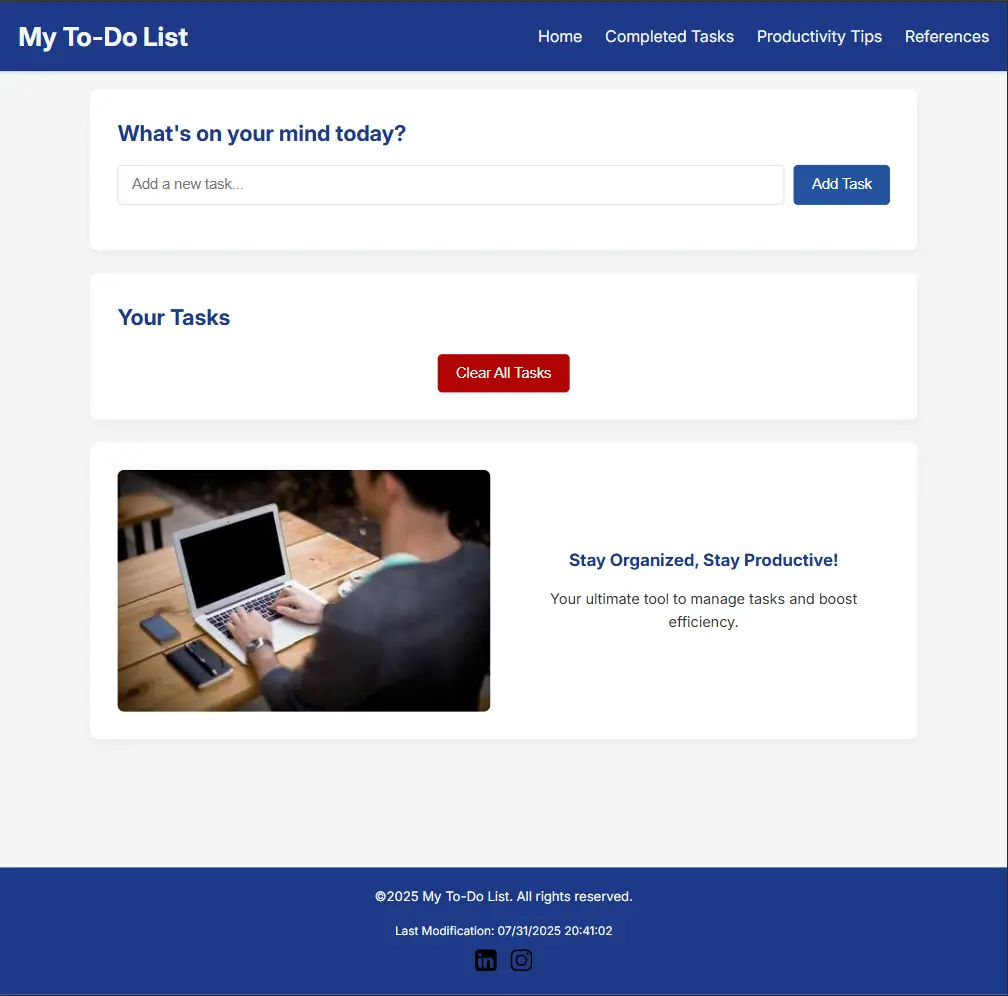 My To-Do List
Home Completed Tasks Productivity Tips References
What's on your mind today?
Add a new task...
Add Task
Your Tasks
Clear All Tasks
Stay Organized, Stay Productive!
Your ultimate tool to manage tasks and boost
efficiency.
©2025 My To-Do List. All rights reserved.
Last Modification: 07/31/2025 20:41:02
in